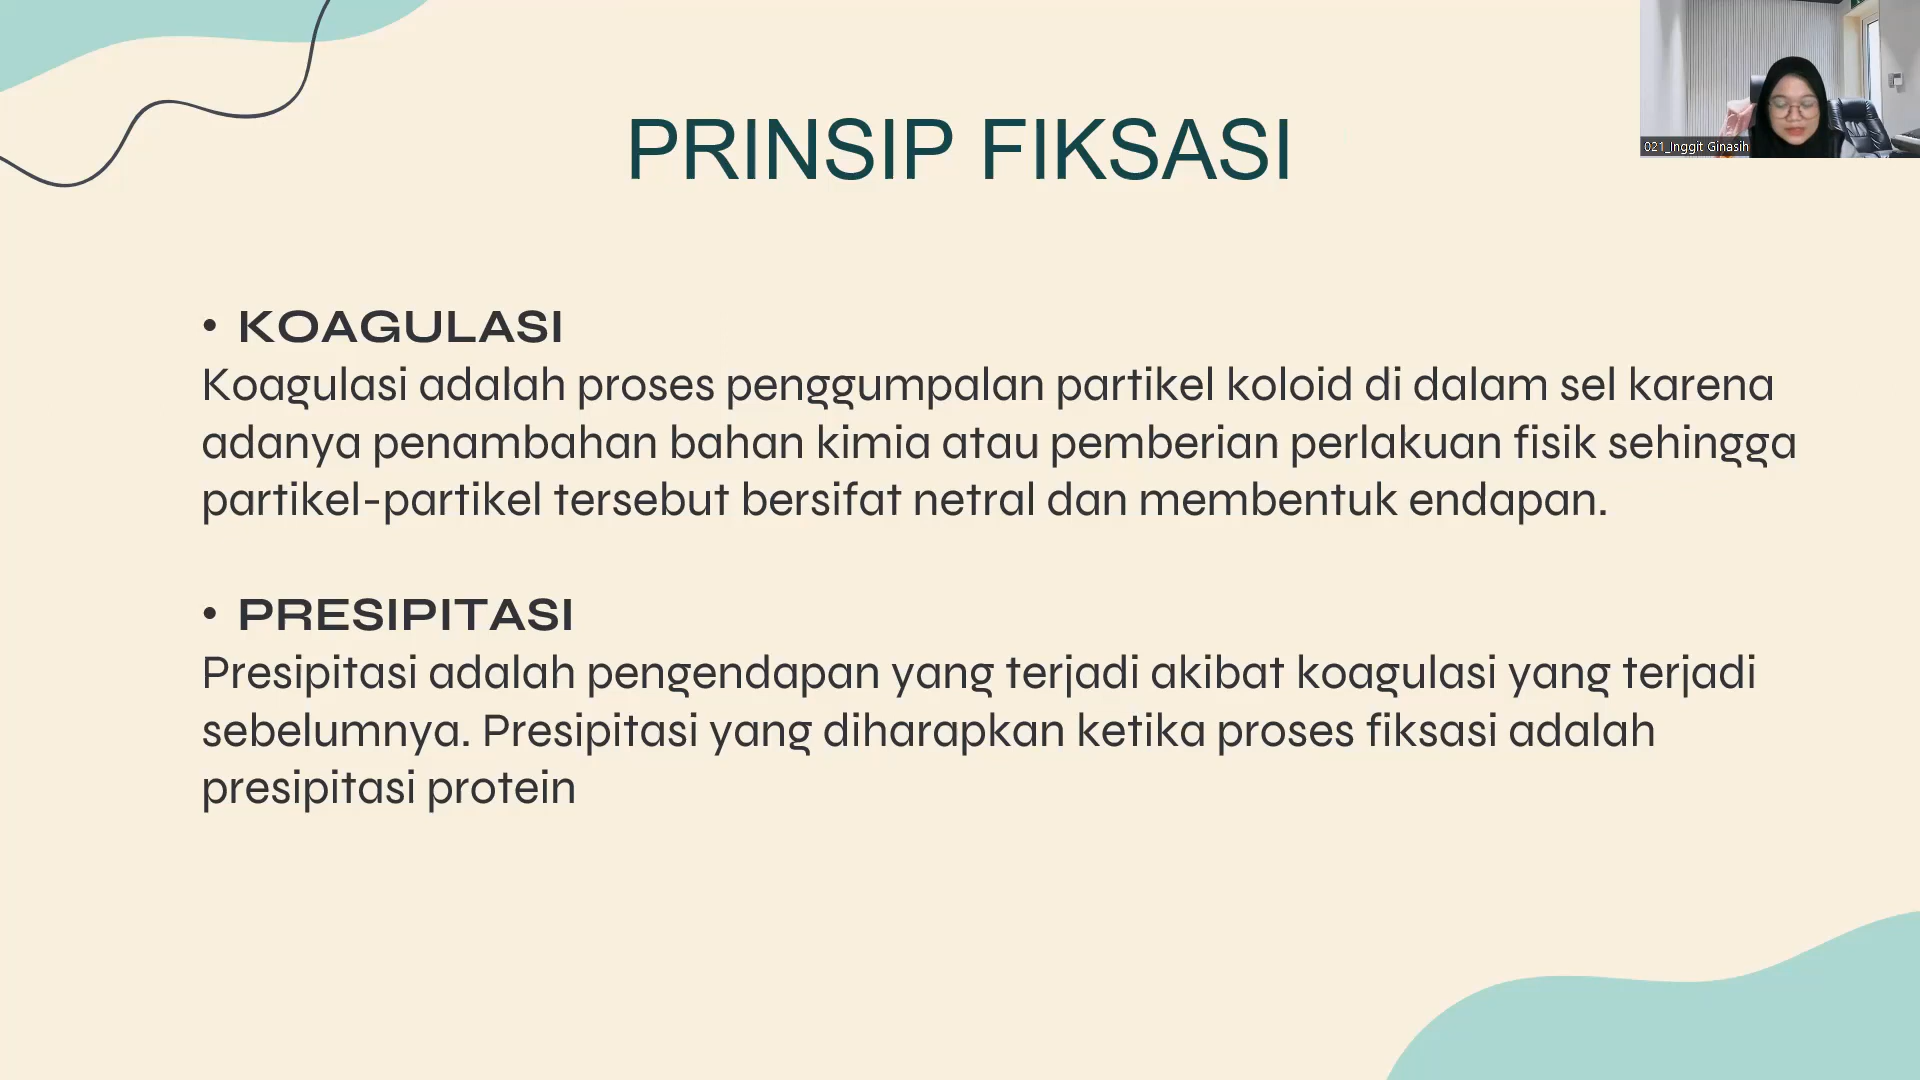 PRINSIP FIKSASI
021_Inggit Ginasih
• KOAGULASI
Koagulasi adalah proses penggumpalan partikel koloid di dalam sel karena
adanya penambahan bahan kimia atau pemberian perlakuan fisik sehingga
partikel-partikel tersebut bersifat netral dan membentuk endapan.
• PRESIPITASI
Presipitasi adalah pengendapan yang terjadi akibat koagulasi yang terjadi
sebelumnya. Presipitasi yang diharapkan ketika proses fiksasi adalah
presipitasi protein